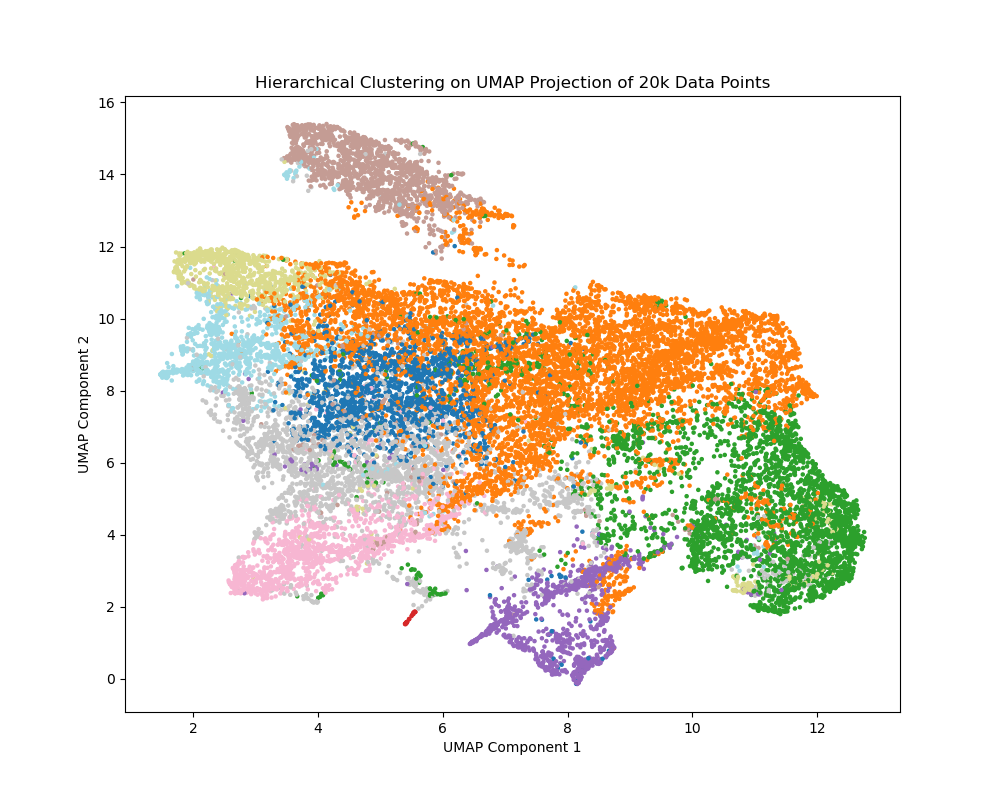 Hierarchical Clustering on UMAP Projection of 20k Data Points
16
14
12
10
8
6
4
2
0
UMAP Component 2
2 4 6 8 10 12
UMAP Component 1